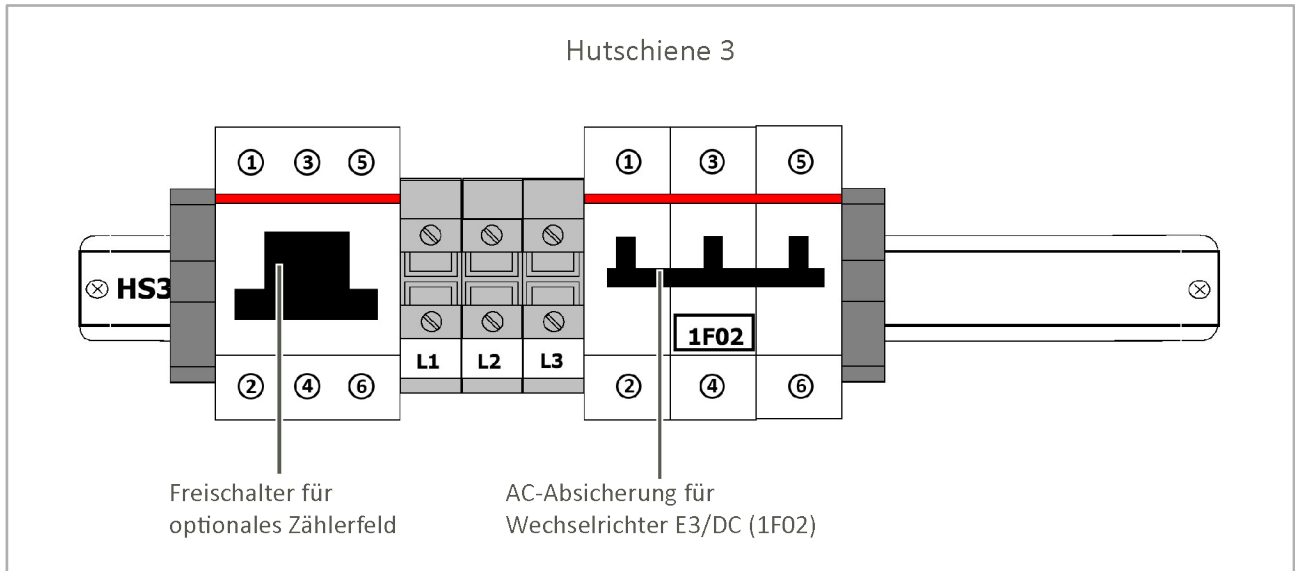 Hutschiene 3
① ③ ⑤ ① ③ ⑤
HS3
1F02
L1 L2 L3
② ④ ⑥ ② ④ ⑥
Freischalter für
optionales Zählerfeld
AC-Absicherung für
Wechselrichter E3/DC (1F02)